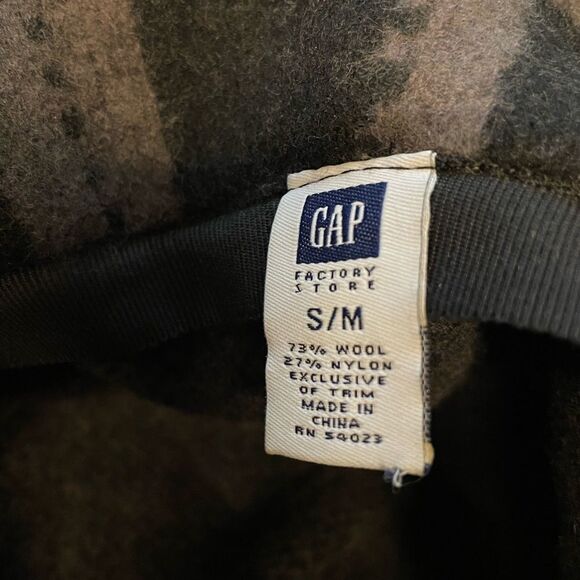 GAP
FACTORY
STORE
S/M
73% WOOL
27% NYLON
EXCLUSIVE
OF TRIM
MADE IN
CHINA
RN 54023